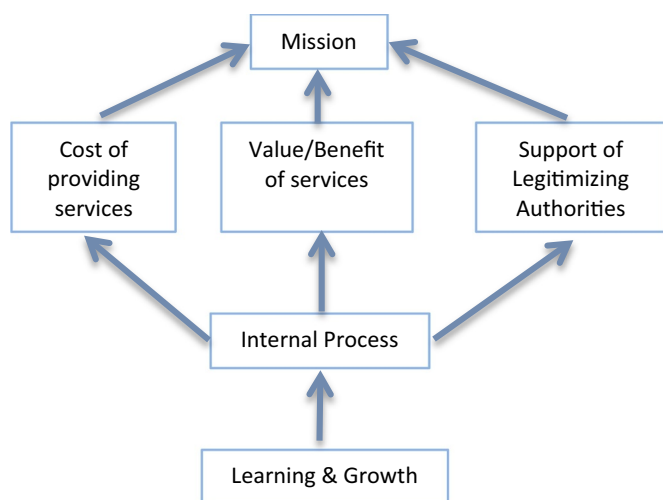 Mission
Cost of
providing
services
Value/Benefit
of services
Support of
Legitimizing
Authorities
Internal Process
Learning & Growth